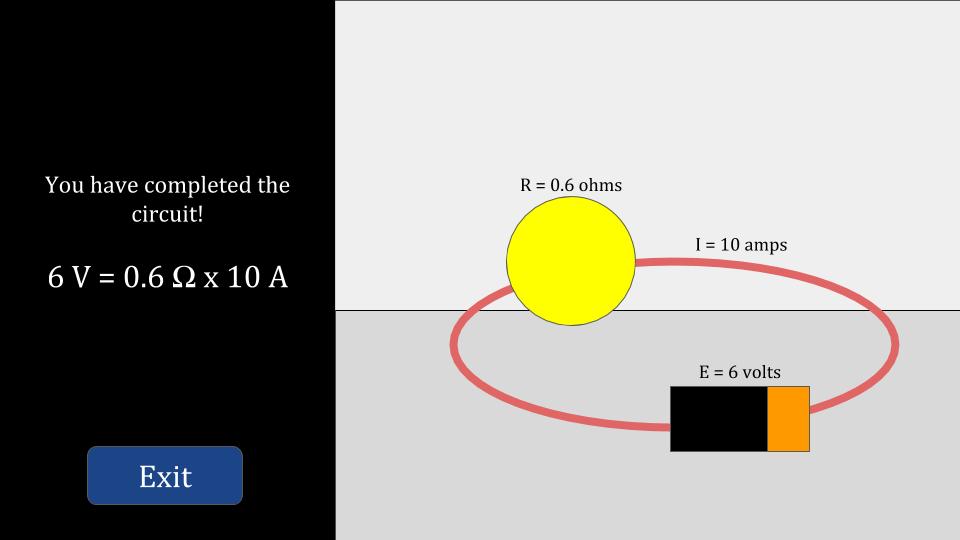 You have completed the
circuit!
6 V = 0.6 Ω x 10 A
Exit
R = 0.6 ohms
I = 10 amps
E = 6 volts